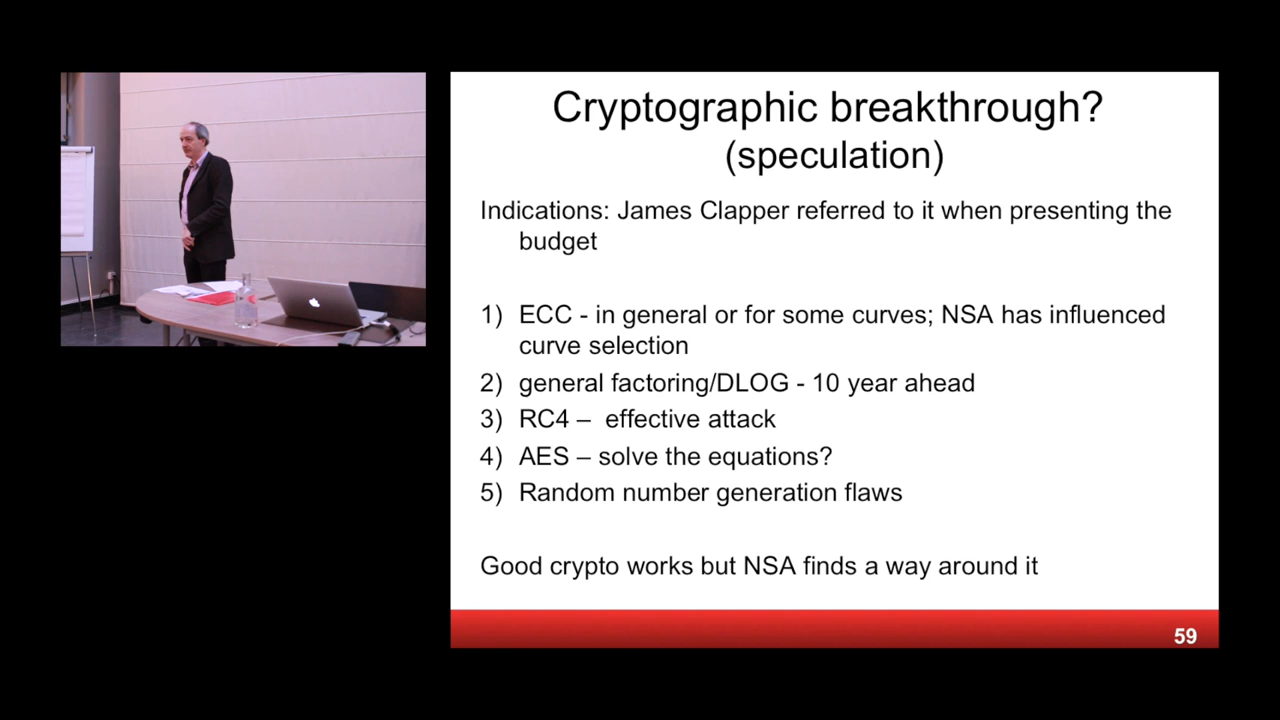 Cryptographic breakthrough?
(speculation)
Indications: James Clapper referred to it when presenting the
budget
1) ECC - in general or for some curves; NSA has influenced
curve selection
2) general factoring/DLOG - 10 year ahead
3) RC4 – effective attack
4) AES – solve the equations?
5) Random number generation flaws
Good crypto works but NSA finds a way around it
59